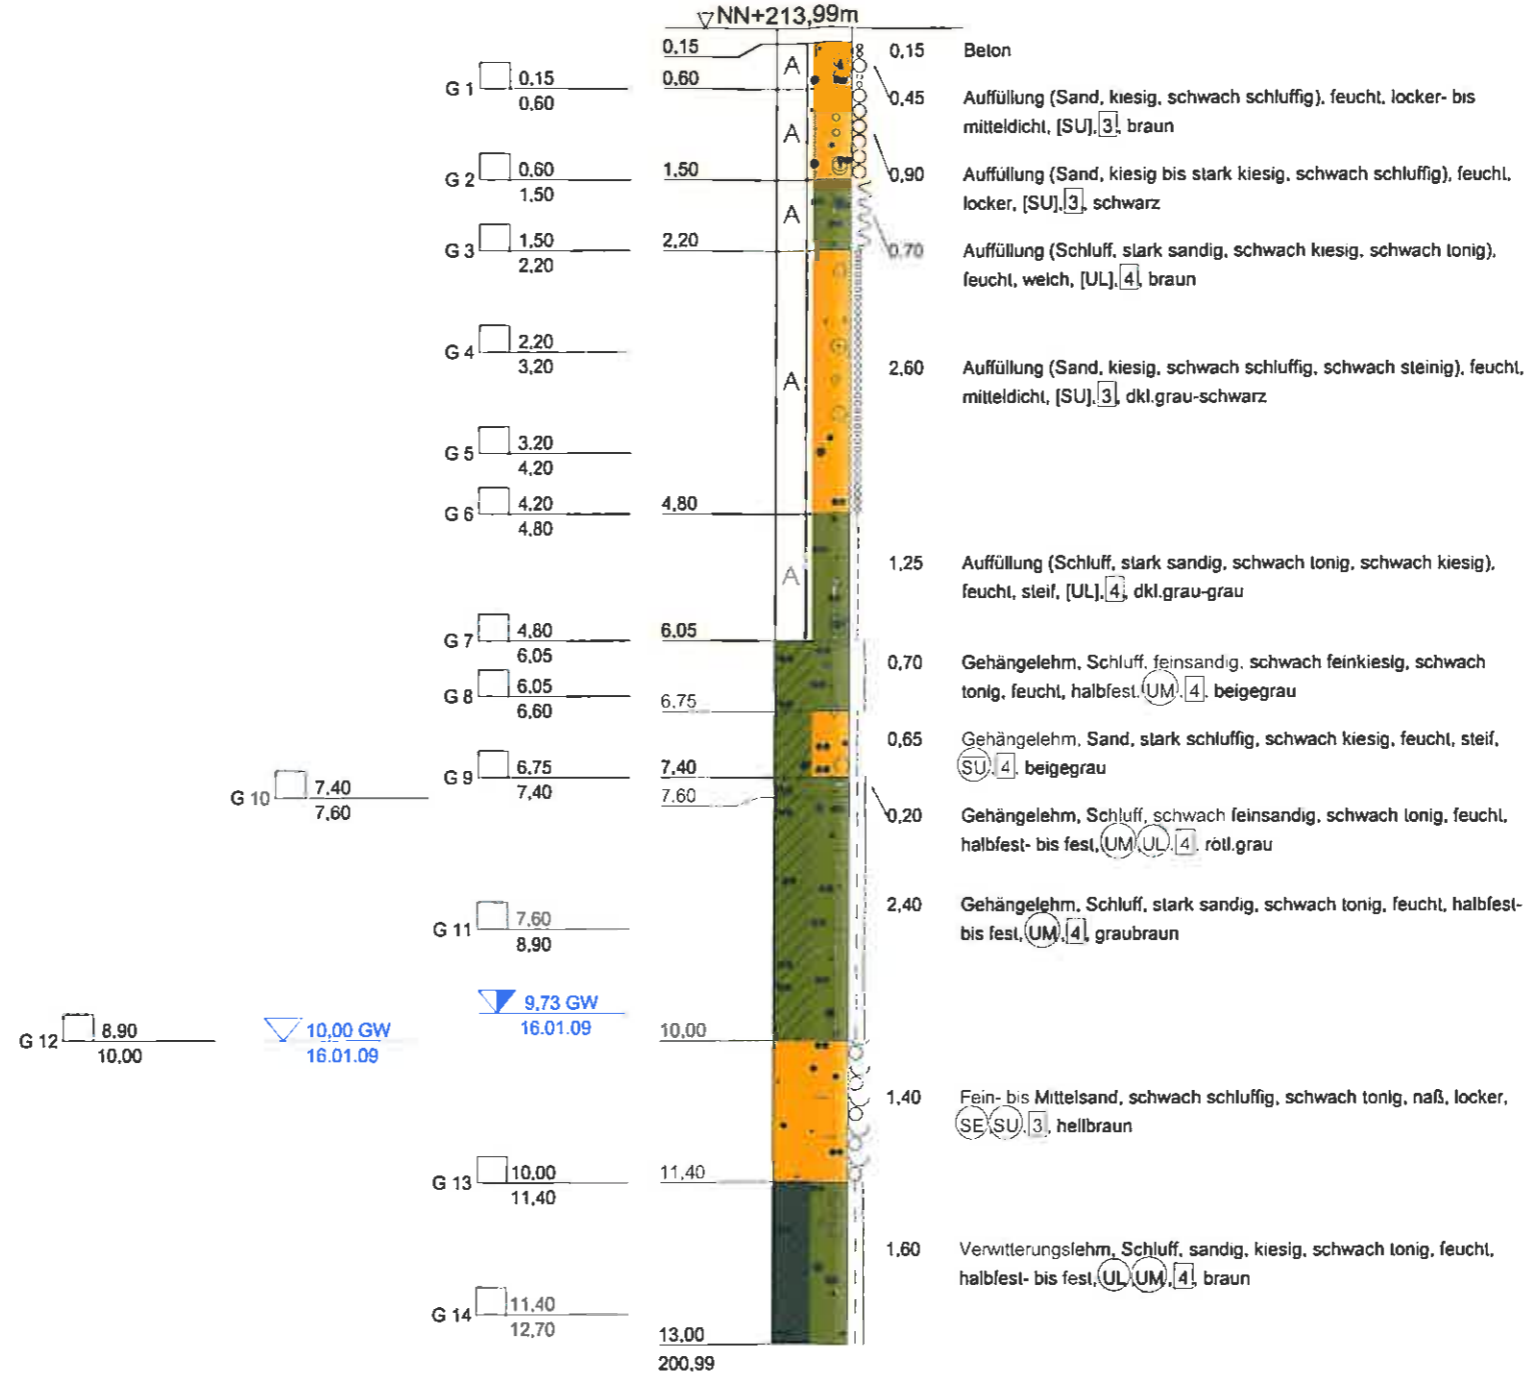 NN+213,99m
0,15
0,15 Beton
G 1 0,15
0,60
0,60
A
0,45 Auffüllung (Sand, kiesig, schwach schluffig), feucht, locker- bis
mitteldicht, [SU], 3, braun
A
G 2 0,60
1,50
1,50
0,90 Auffüllung (Sand, kiesig bis stark kiesig, schwach schluffig), feucht,
locker, [SU], 3, schwarz
A
G 3 1,50
2,20
2,20
0,70 Auffüllung (Schluff, stark sandig, schwach kiesig, schwach tonig),
feucht, weich, [UL], 4, braun
G 4 2,20
3,20
A
2,60 Auffüllung (Sand, kiesig, schwach schluffig, schwach steinig), feucht,
mitteldicht, [SU], 3, dkl.grau-schwarz
G 5 3,20
4,20
G 6 4,20
4,80
4,80
A
1,25 Auffüllung (Schluff, stark sandig, schwach tonig, schwach kiesig),
feucht, steif, [UL], 4, dkl.grau-grau
G 7 4,80
6,05
6,05
0,70 Gehängelehm, Schluff, feinsandig, schwach feinkiesig, schwach
tonig, feucht, halbfest, UM, 4, beigegrau
G 8 6,05
6,60
6,75
0,65 Gehängelehm, Sand, stark schluffig, schwach kiesig, feucht, steif,
SU, 4, beigegrau
G 9 6,75
7,40
7,40
G 10 7,40
7,60
7,60
0,20 Gehängelehm, Schluff, schwach feinsandig, schwach tonig, feucht,
halbfest- bis fest, UM, UL, 4, rötl.grau
G 11 7,60
8,90
2,40 Gehängelehm, Schluff, stark sandig, schwach tonig, feucht, halbfest-
bis fest, UM, 4, graubraun
9,73 GW
16.01.09
G 12 8,90
10,00
10,00 GW
16.01.09
10,00
1,40 Fein- bis Mittelsand, schwach schluffig, schwach tonig, naß, locker,
SE, SU, 3, hellbraun
G 13 10,00
11,40
11,40
1,60 Verwitterungslehm, Schluff, sandig, kiesig, schwach tonig, feucht,
halbfest- bis fest, UL, UM, 4, braun
G 14 11,40
12,70
13,00
200,99